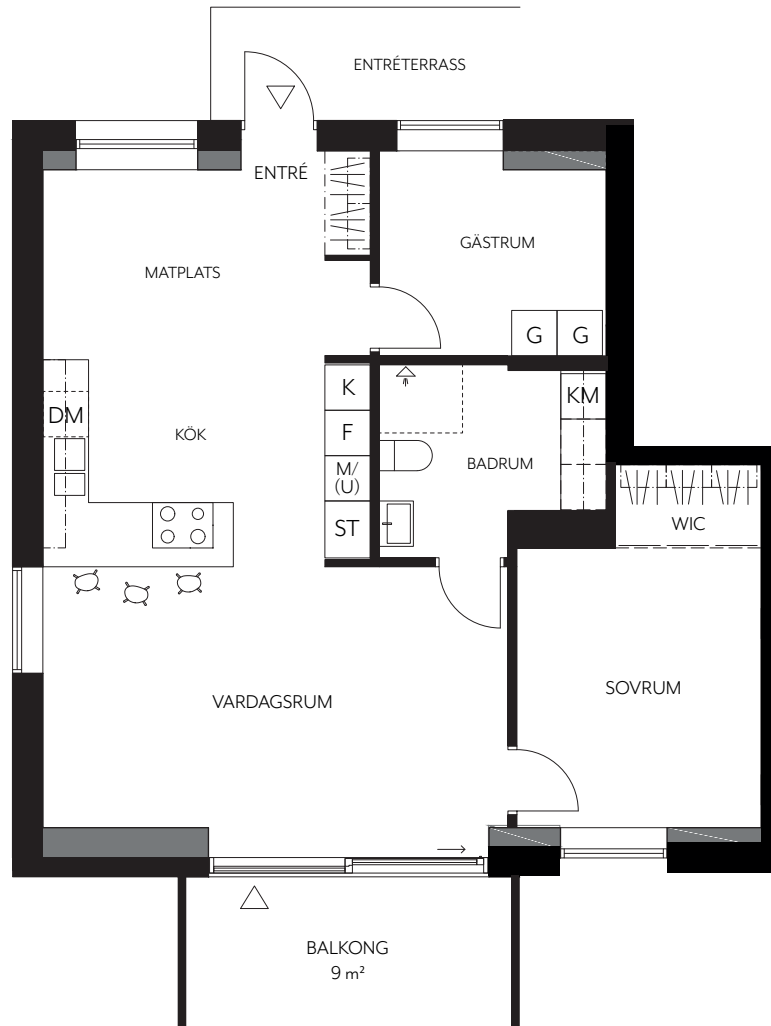 ENTRÉTERRASS
ENTRÉ
GÄSTRUM
MATPLATS
G G
K
DM
KM
F
KÖK
BADRUM
M/
(U)
ST
WIC
SOVRUM
VARDAGSRUM
BALKONG
9 m²